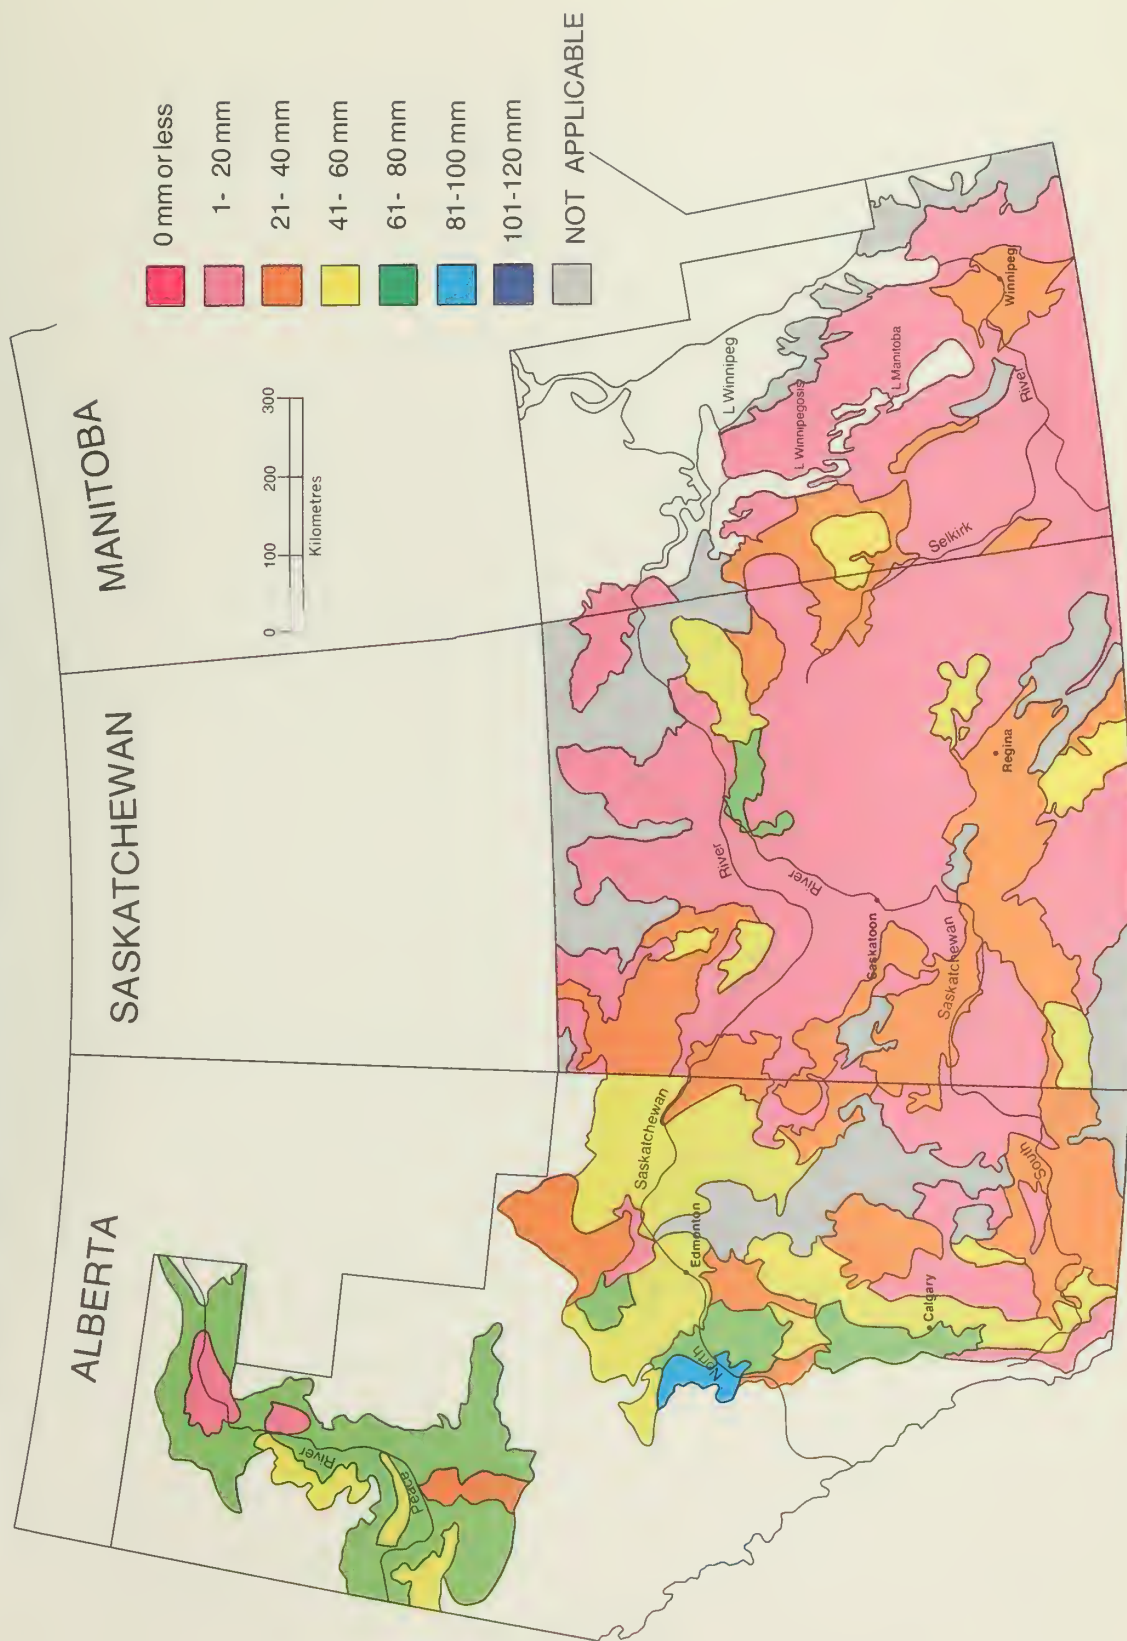 ALBERTA
SASKATCHEWAN
MANITOBA
0 100 200 300
Kilometres
0 mm or less
1- 20 mm
21- 40 mm
41- 60 mm
61- 80 mm
81-100 mm
101-120 mm
NOT APPLICABLE
Peace
River
North
Saskatchewan
River
Edmonton
Calgary
South
Saskatchewan
River
Saskatoon
Regina
Selkirk
River
L Winnipeg
L Winnipegosis
L Manitoba
Winnipeg